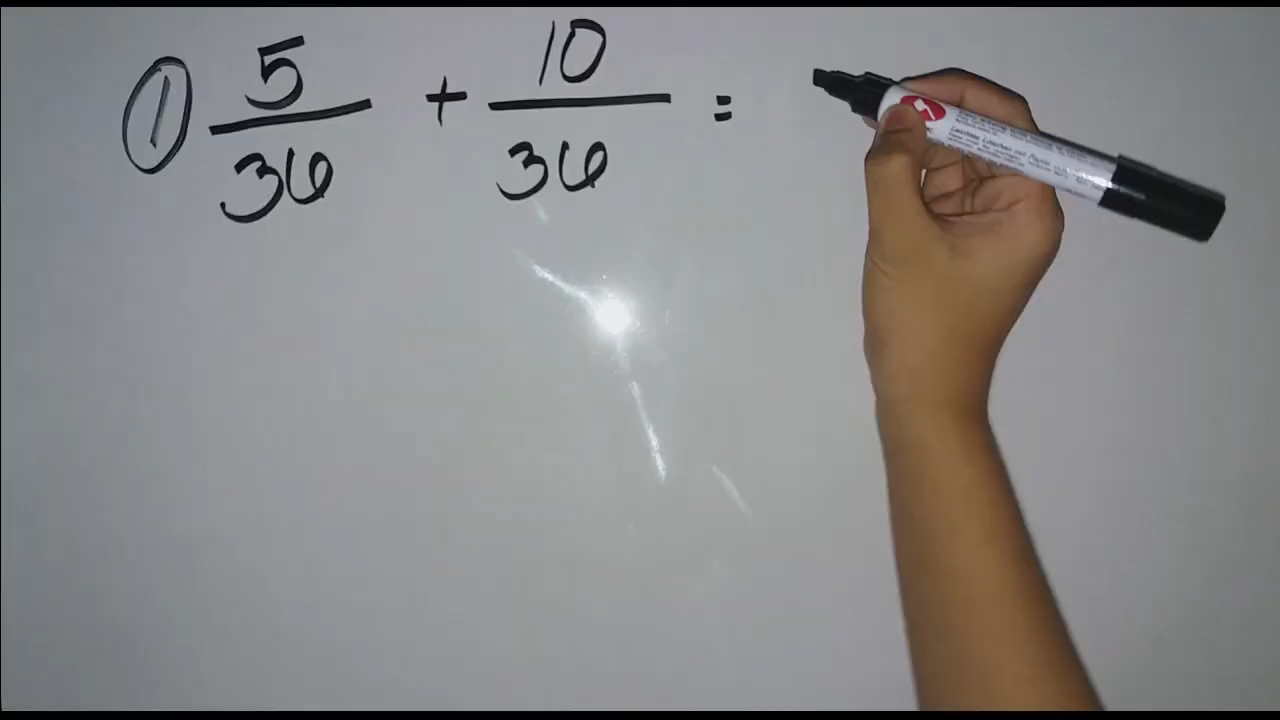 ① 5/36 + 10/36 =